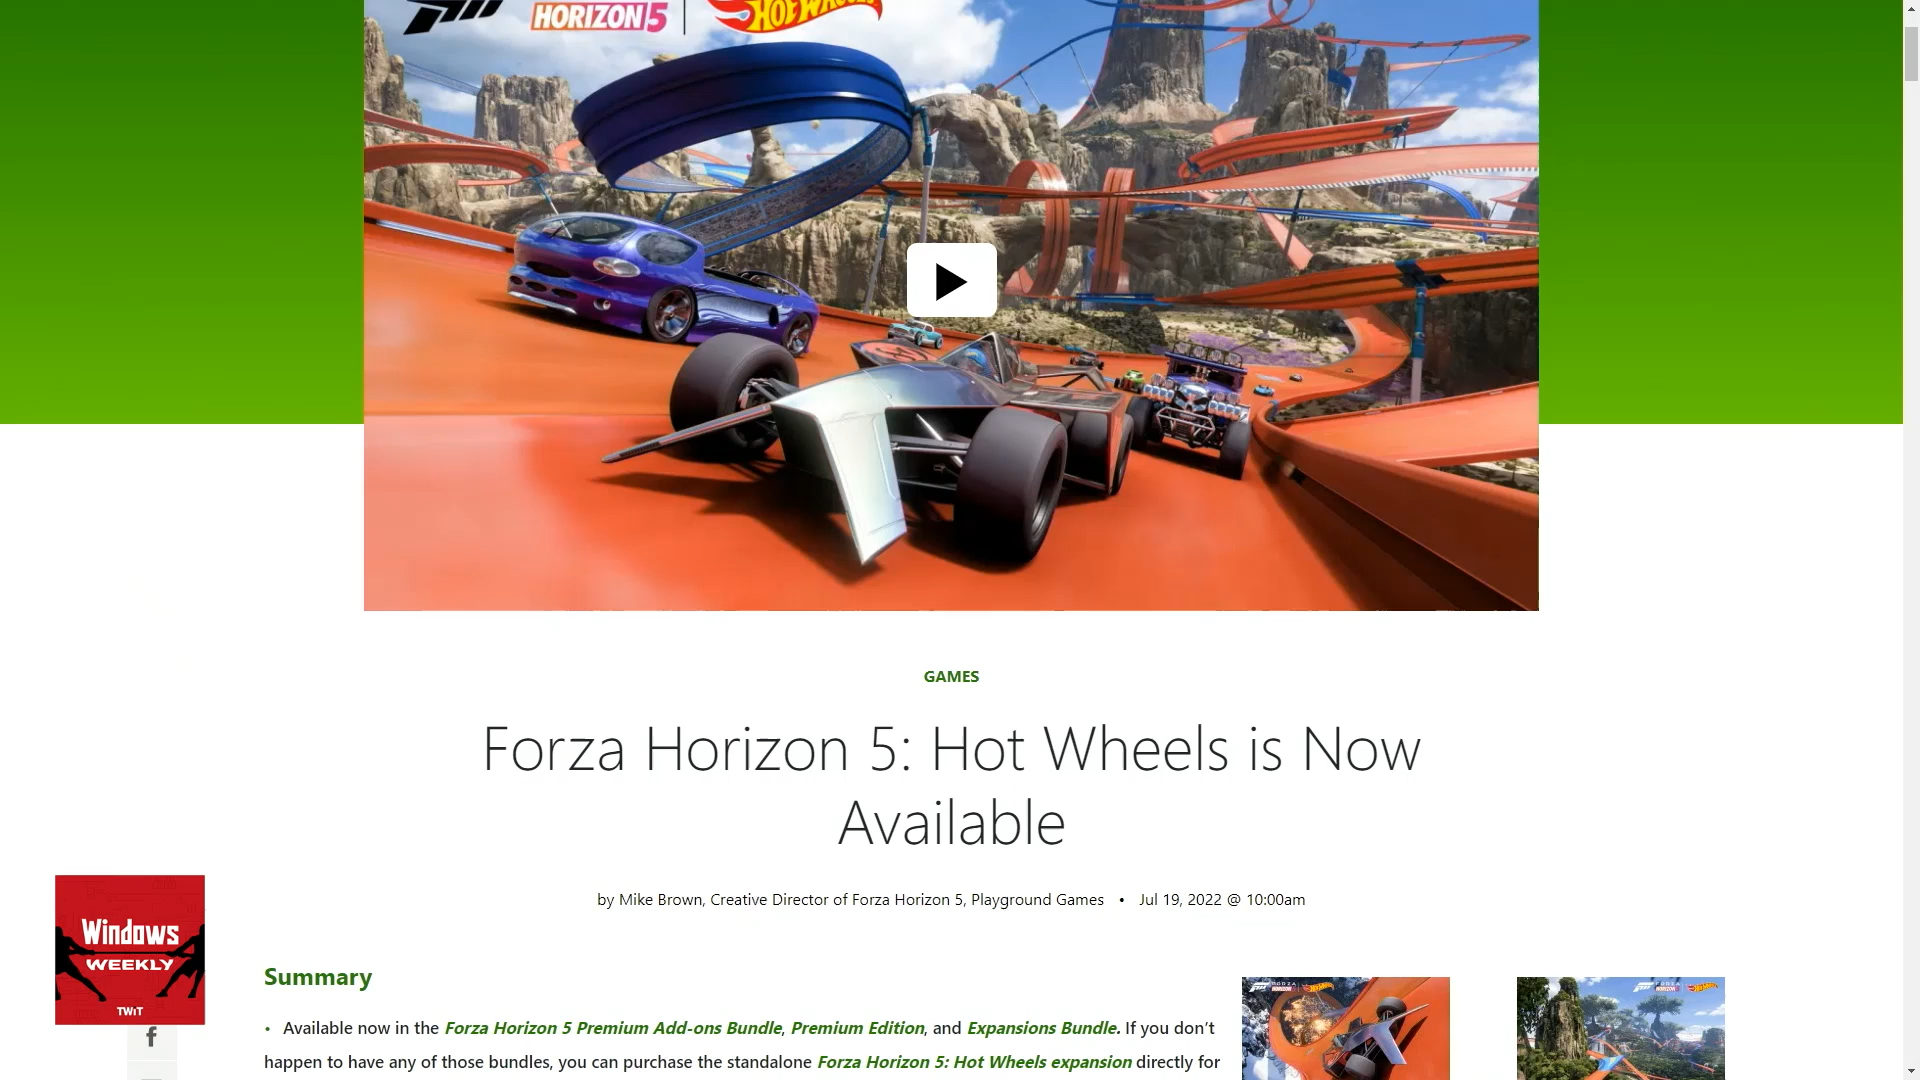 HORIZON 5
HOT WHEELS
GAMES
Forza Horizon 5: Hot Wheels is Now
Available
by Mike Brown, Creative Director of Forza Horizon 5, Playground Games • Jul 19, 2022 @ 10:00am
Windows
WEEKLY
TWiT
Summary
• Available now in the Forza Horizon 5 Premium Add-ons Bundle, Premium Edition, and Expansions Bundle. If you don’t
happen to have any of those bundles, you can purchase the standalone Forza Horizon 5: Hot Wheels expansion directly for